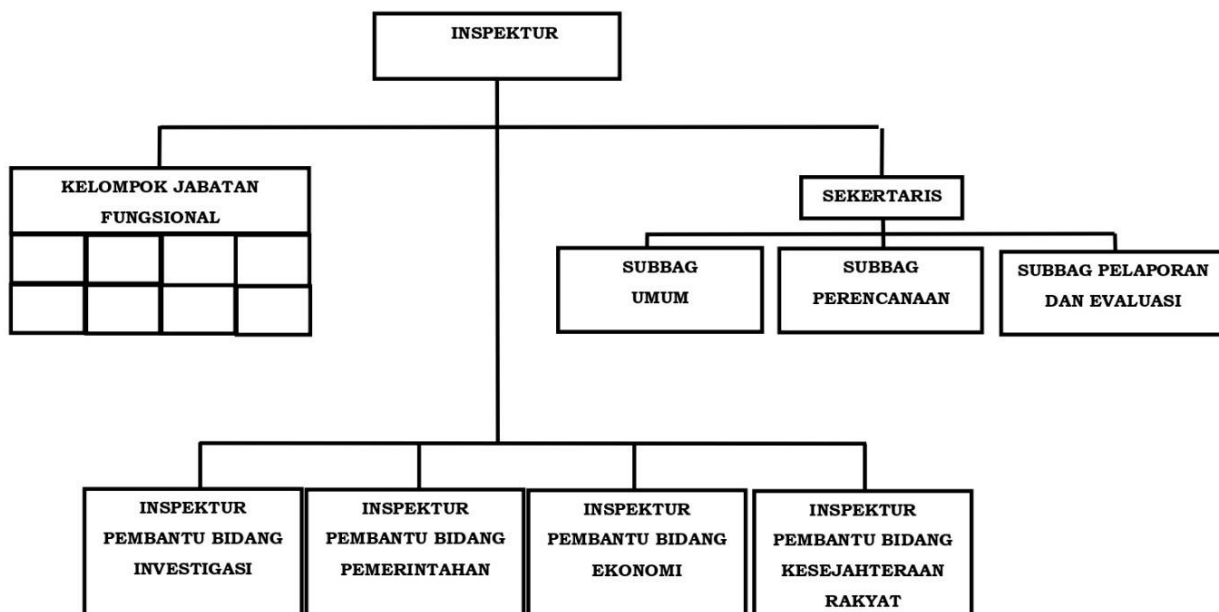 INSPEKTUR
KELOMPOK JABATAN
FUNGSIONAL
SEKERTARIS
SUBBAG
UMUM
SUBBAG
PERENCANAAN
SUBBAG PELAPORAN
DAN EVALUASI
INSPEKTUR
PEMBANTU BIDANG
INVESTIGASI
INSPEKTUR
PEMBANTU BIDANG
PEMERINTAHAN
INSPEKTUR
PEMBANTU BIDANG
EKONOMI
INSPEKTUR
PEMBANTU BIDANG
KESEJAHTERAAN
RAKYAT